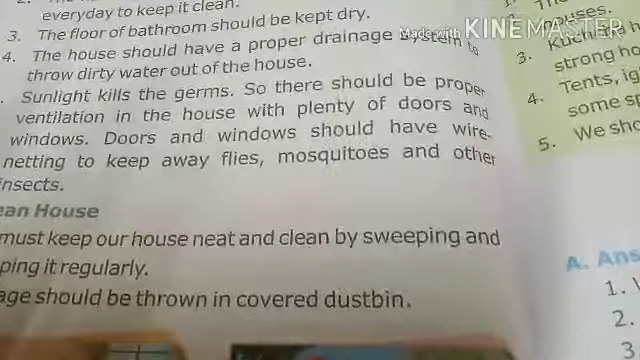 everyday to keep it clean.
3. The floor of bathroom should be kept dry.
4. The house should have a proper drainage system to
throw dirty water out of the house.
. Sunlight kills the germs. So there should be proper
ventilation in the house with plenty of doors and
windows. Doors and windows should have wire-
netting to keep away flies, mosquitoes and other
insects.
ean House
must keep our house neat and clean by sweeping and
ping it regularly.
age should be thrown in covered dustbin.
Made with KINEMASTER
houses.
3. Kuchha h
strong ho
4. Tents, ig
some sp
5. We sho
A. Ans
1.
2.
3